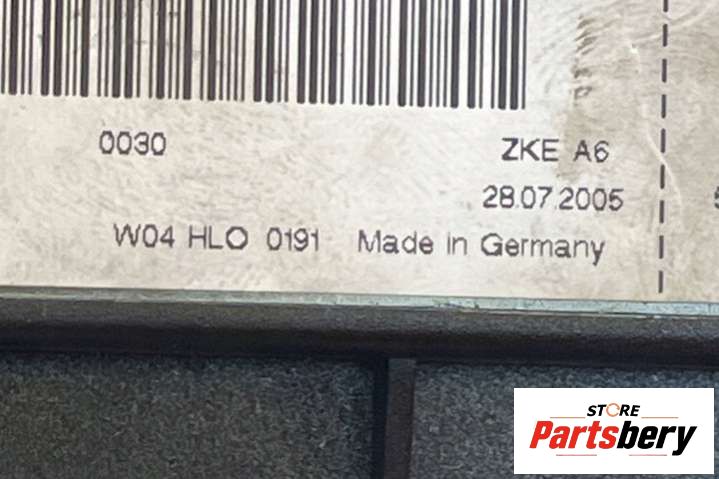 0030
ZKE A6
28.07.2005
W04 HLO 0191 Made in Germany
STORE
Partsbery